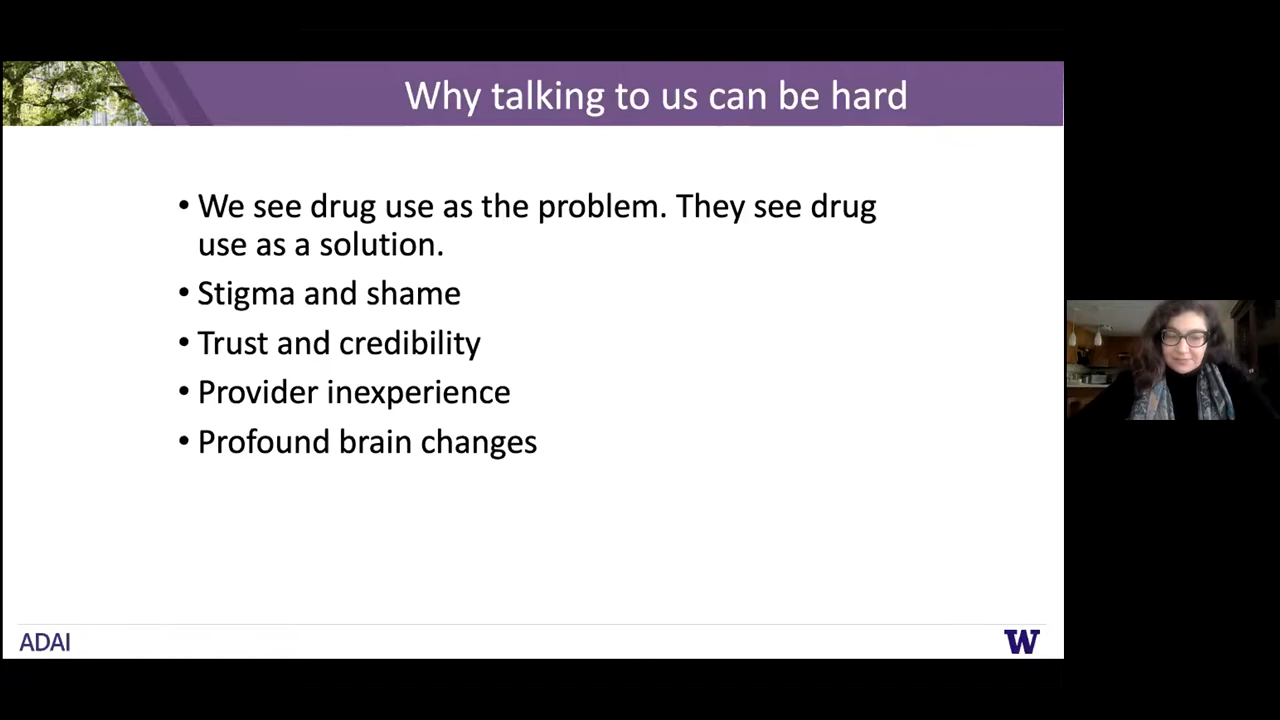 Why talking to us can be hard
• We see drug use as the problem. They see drug
use as a solution.
• Stigma and shame
• Trust and credibility
• Provider inexperience
• Profound brain changes
ADAI
W